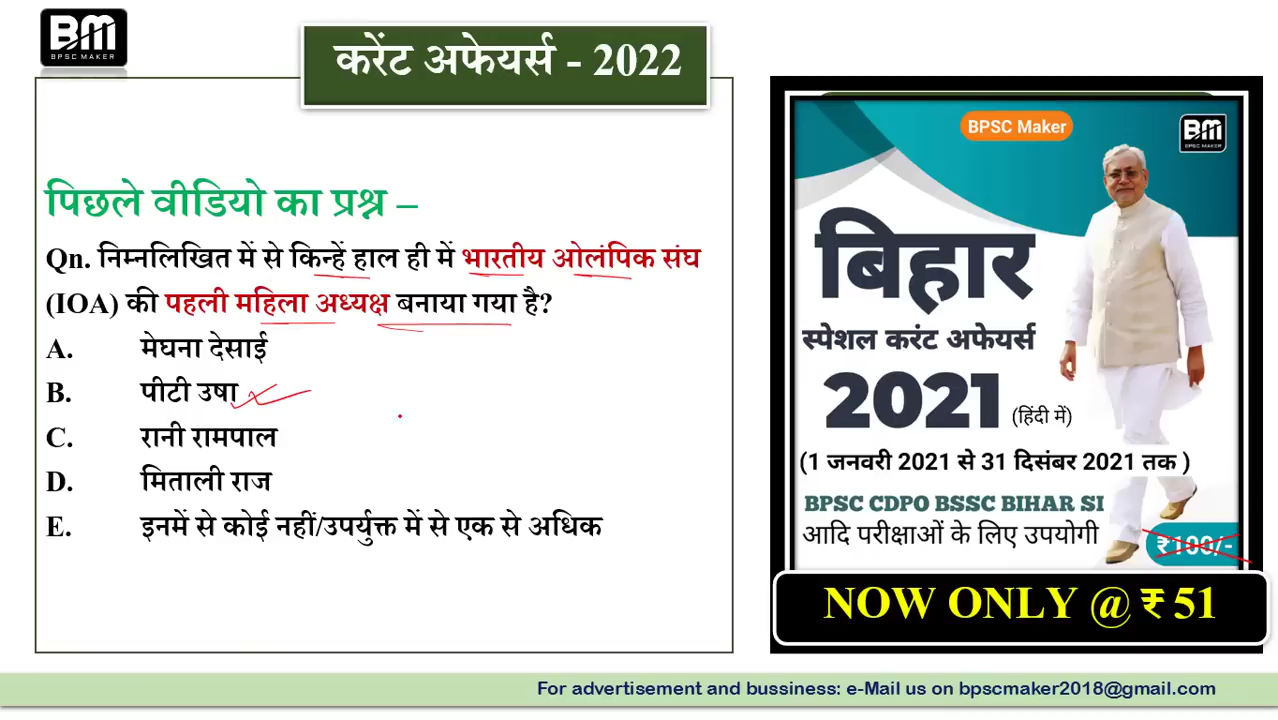 BM
BPSC MAKER
करेंट अफेयर्स - 2022
पिछले वीडियो का प्रश्न –
Qn. निम्नलिखित में से किन्हें हाल ही में भारतीय ओलंपिक संघ
(IOA) की पहली महिला अध्यक्ष बनाया गया है?
A. मेघना देसाई
B. पीटी उषा
C. रानी रामपाल
D. मिताली राज
E. इनमें से कोई नहीं/उपर्युक्त में से एक से अधिक
BPSC Maker
BM
BPSC MAKER
बिहार
स्पेशल करंट अफेयर्स
2021 (हिंदी में)
(1 जनवरी 2021 से 31 दिसंबर 2021 तक )
BPSC CDPO BSSC BIHAR SI
आदि परीक्षाओं के लिए उपयोगी
₹100/-
NOW ONLY @ ₹ 51
For advertisement and bussiness: e-Mail us on bpscmaker2018@gmail.com